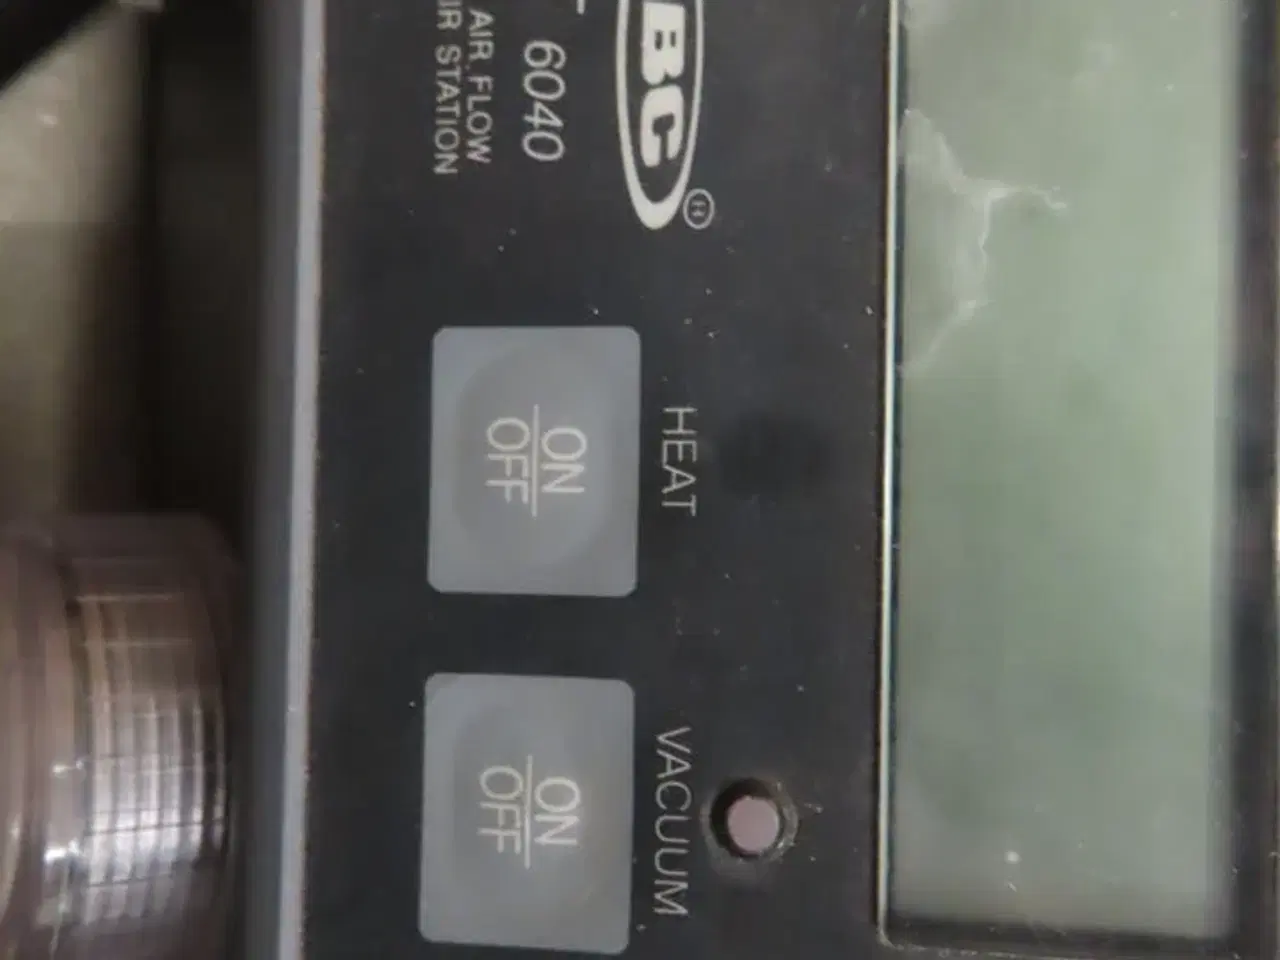 BC®
6040
AIR FLOW
IR STATION
HEAT
ON
OFF
VACUUM
ON
OFF